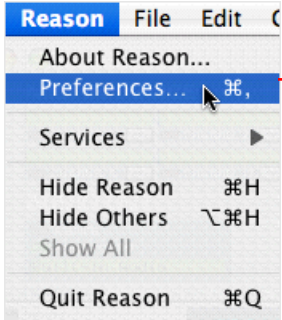 Reason File Edit
About Reason...
Preferences... ⌘,
Services
Hide Reason ⌘H
Hide Others ⌥⌘H
Show All
Quit Reason ⌘Q